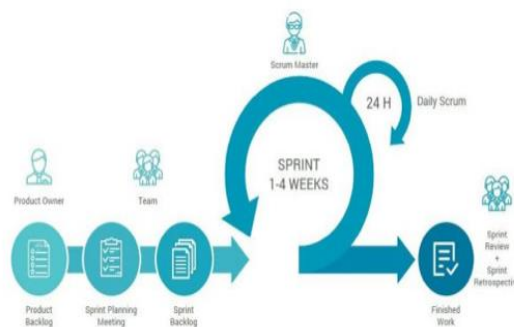 Scrum Master
24 H
Daily Scrum
SPRINT
1-4 WEEKS
Product Owner
Team
Sprint
Review
+
Sprint
Retrospectiv
Product
Backlog
Sprint Planning
Meeting
Sprint
Backlog
Finished
Work